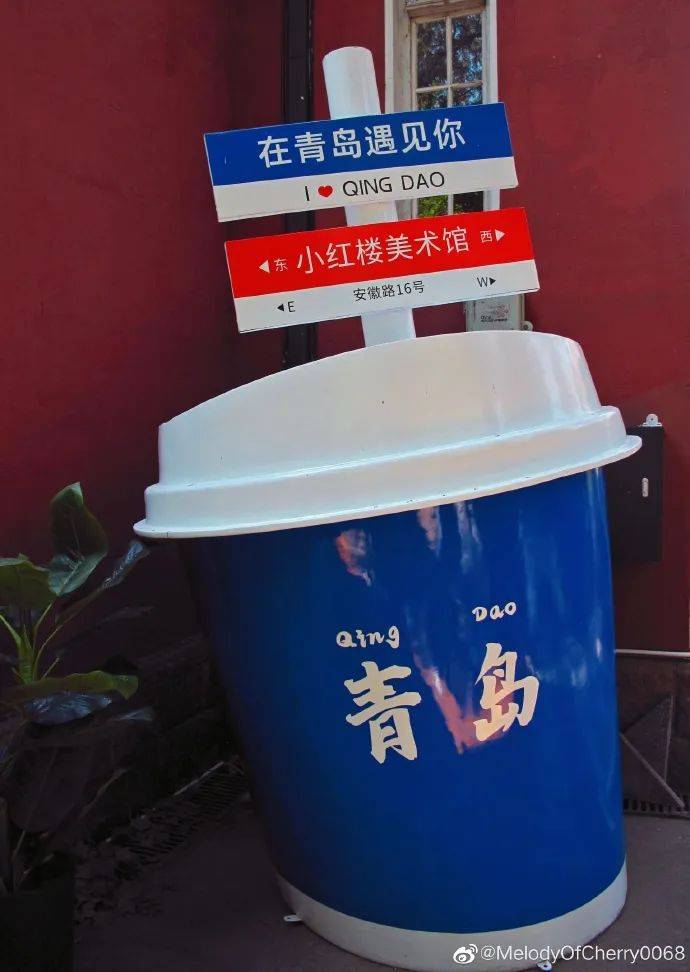 在青岛遇见你
I ❤ QING DAO
◀东 小红楼美术馆 西▶
◀E 安徽路16号 W▶
Qing Dao
青岛
@MelodyOfCherry0068